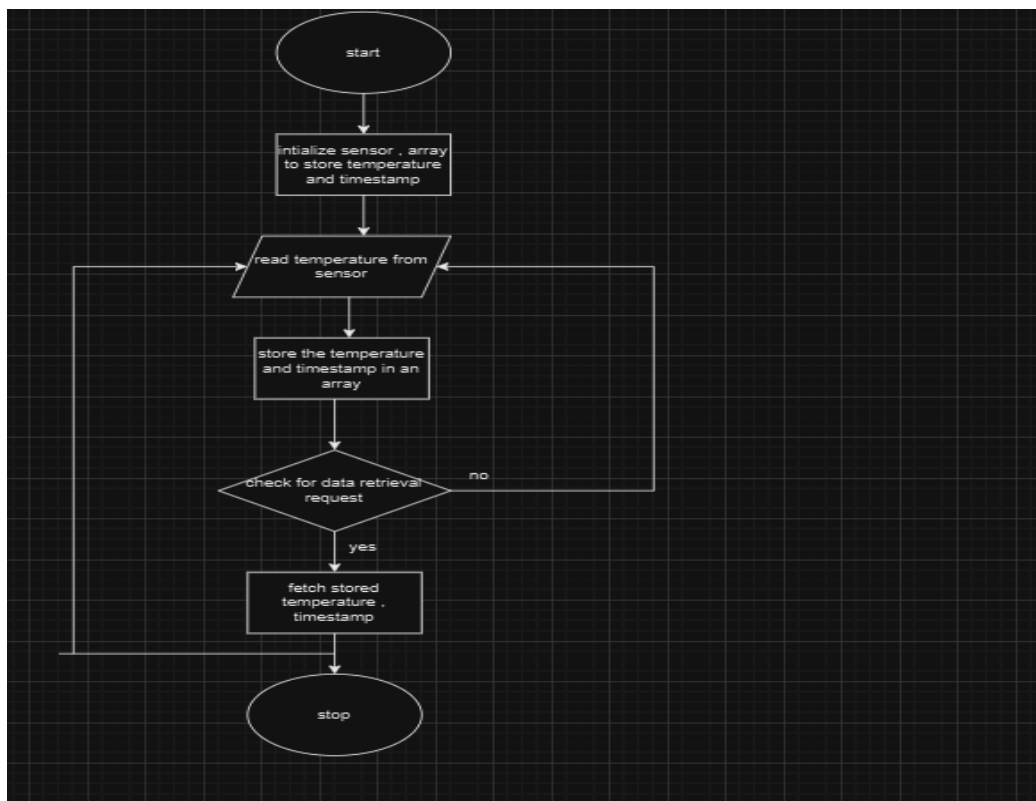 start
intialize sensor , array
to store temperature
and timestamp
read temperature from
sensor
store the temperature
and timestamp in an
array
check for data retrieval
request
no
yes
fetch stored
temperature ,
timestamp
stop